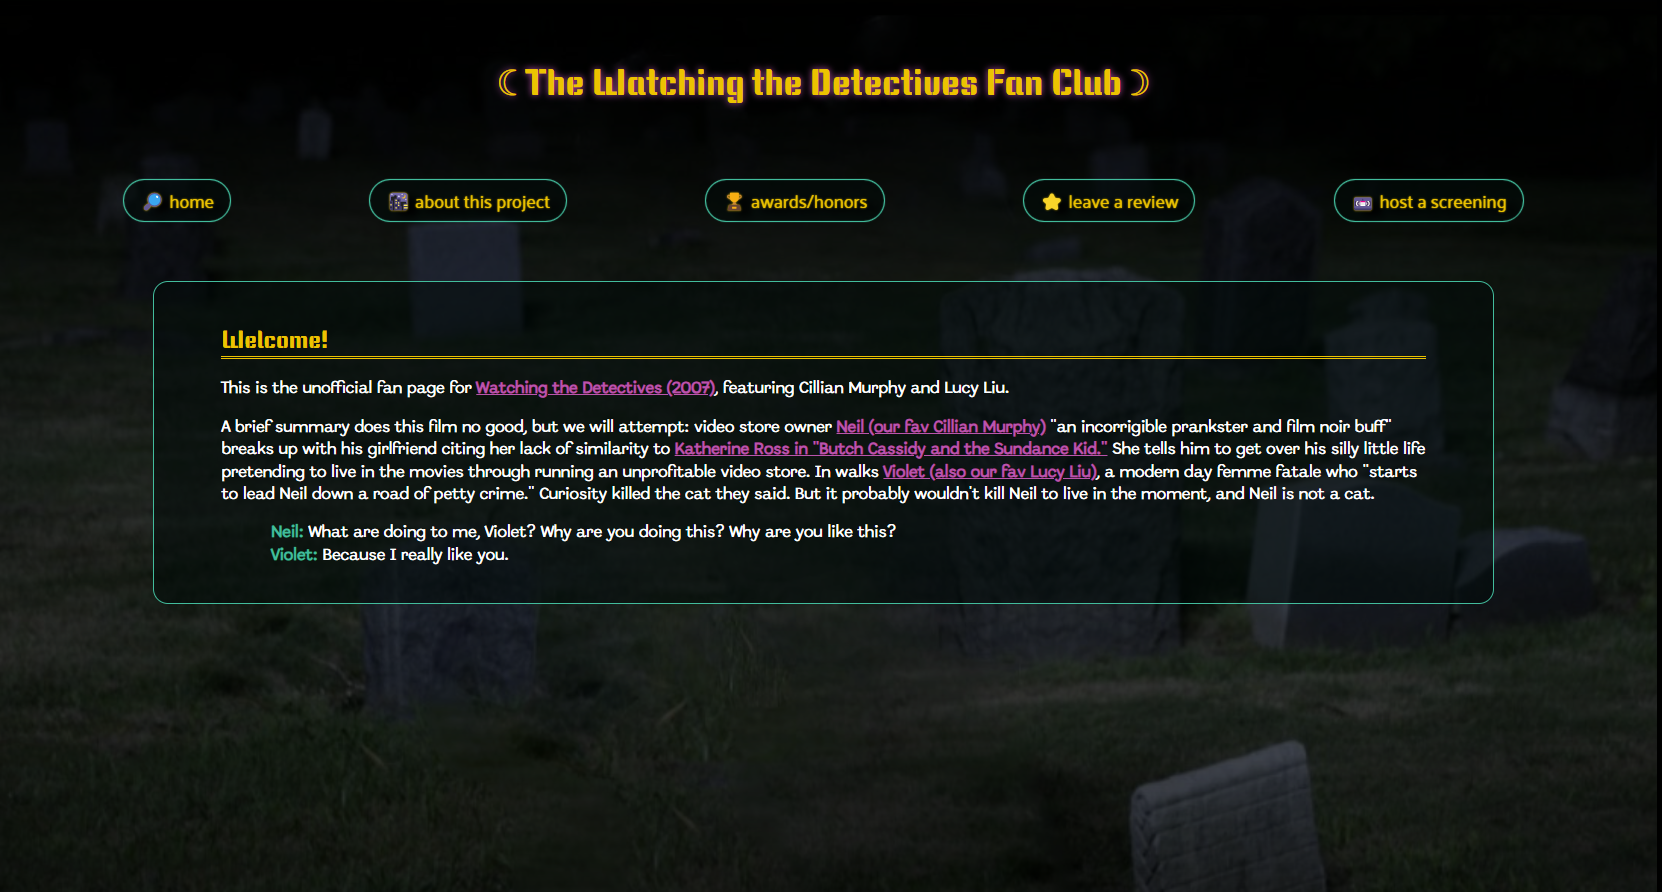 ☾ The Watching the Detectives Fan Club ☽
home
about this project
awards/honors
leave a review
host a screening
Welcome!
This is the unofficial fan page for Watching the Detectives (2007), featuring Cillian Murphy and Lucy Liu.
A brief summary does this film no good, but we will attempt: video store owner Neil (our fav Cillian Murphy) "an incorrigible prankster and film noir buff"
breaks up with his girlfriend citing her lack of similarity to Katherine Ross in "Butch Cassidy and the Sundance Kid." She tells him to get over his silly little life
pretending to live in the movies through running an unprofitable video store. In walks Violet (also our fav Lucy Liu), a modern day femme fatale who "starts
to lead Neil down a road of petty crime." Curiosity killed the cat they said. But it probably wouldn't kill Neil to live in the moment, and Neil is not a cat.
Neil: What are doing to me, Violet? Why are you doing this? Why are you like this?
Violet: Because I really like you.